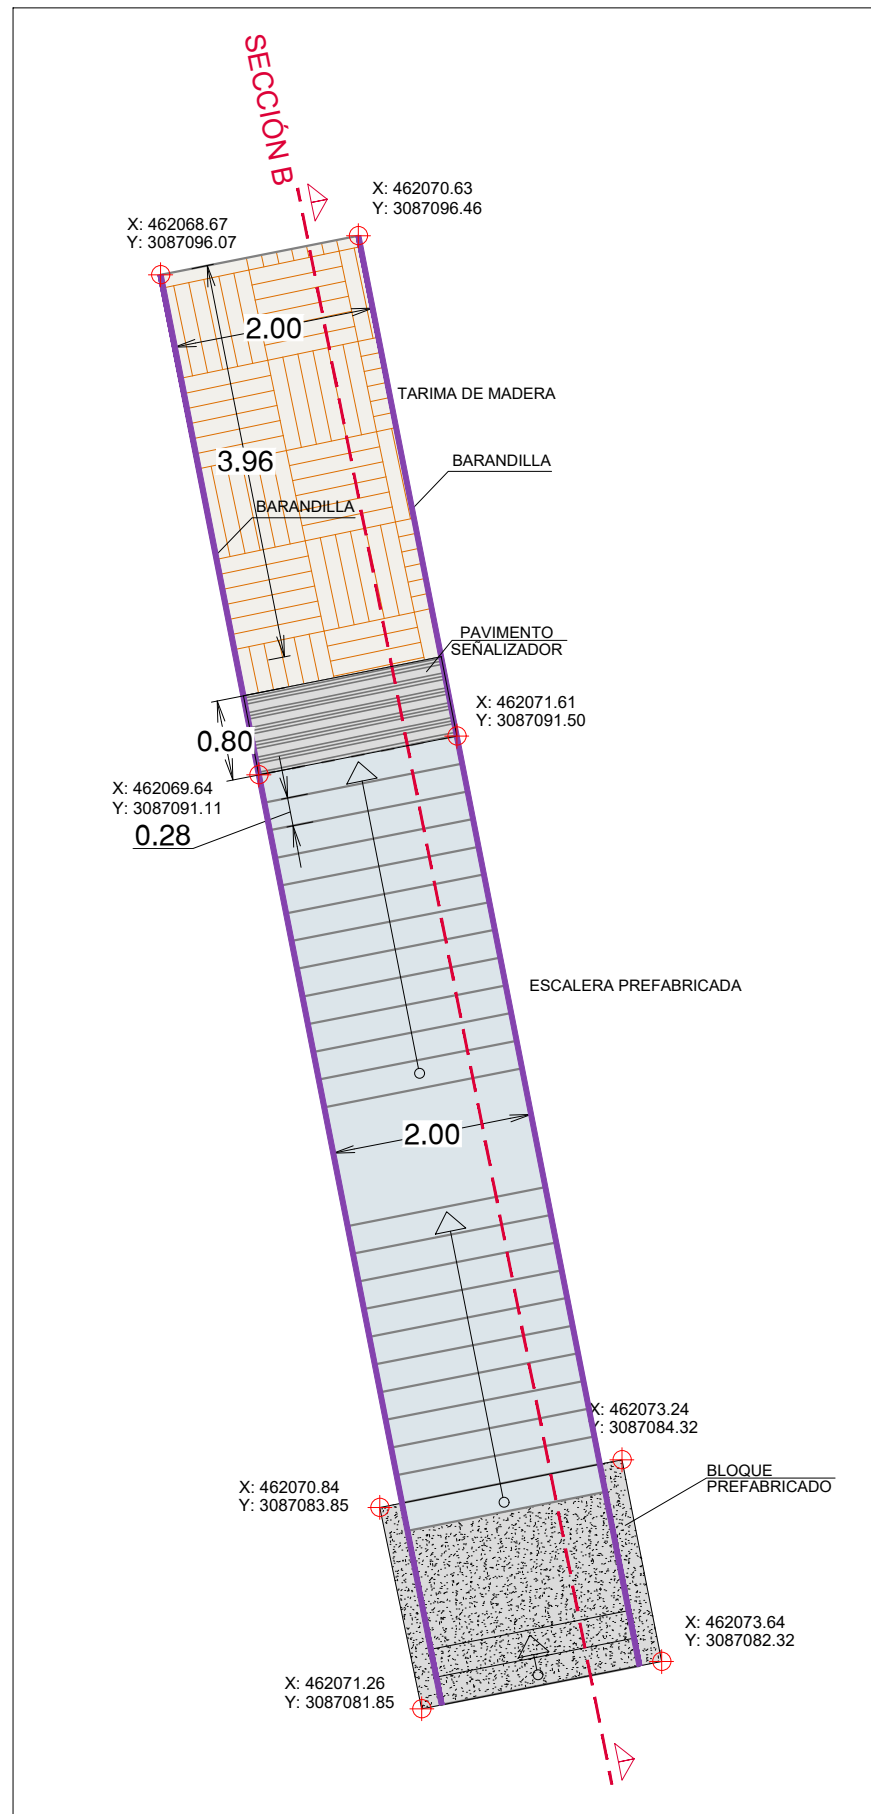 SECCIÓN B
X: 462070.63
Y: 3087096.46
X: 462068.67
Y: 3087096.07
2.00
TARIMA DE MADERA
3.96
BARANDILLA
BARANDILLA
PAVIMENTO
SEÑALIZADOR
X: 462071.61
Y: 3087091.50
0.80
X: 462069.64
Y: 3087091.11
0.28
ESCALERA PREFABRICADA
2.00
X: 462073.24
Y: 3087084.32
BLOQUE
PREFABRICADO
X: 462070.84
Y: 3087083.85
X: 462073.64
Y: 3087082.32
X: 462071.26
Y: 3087081.85